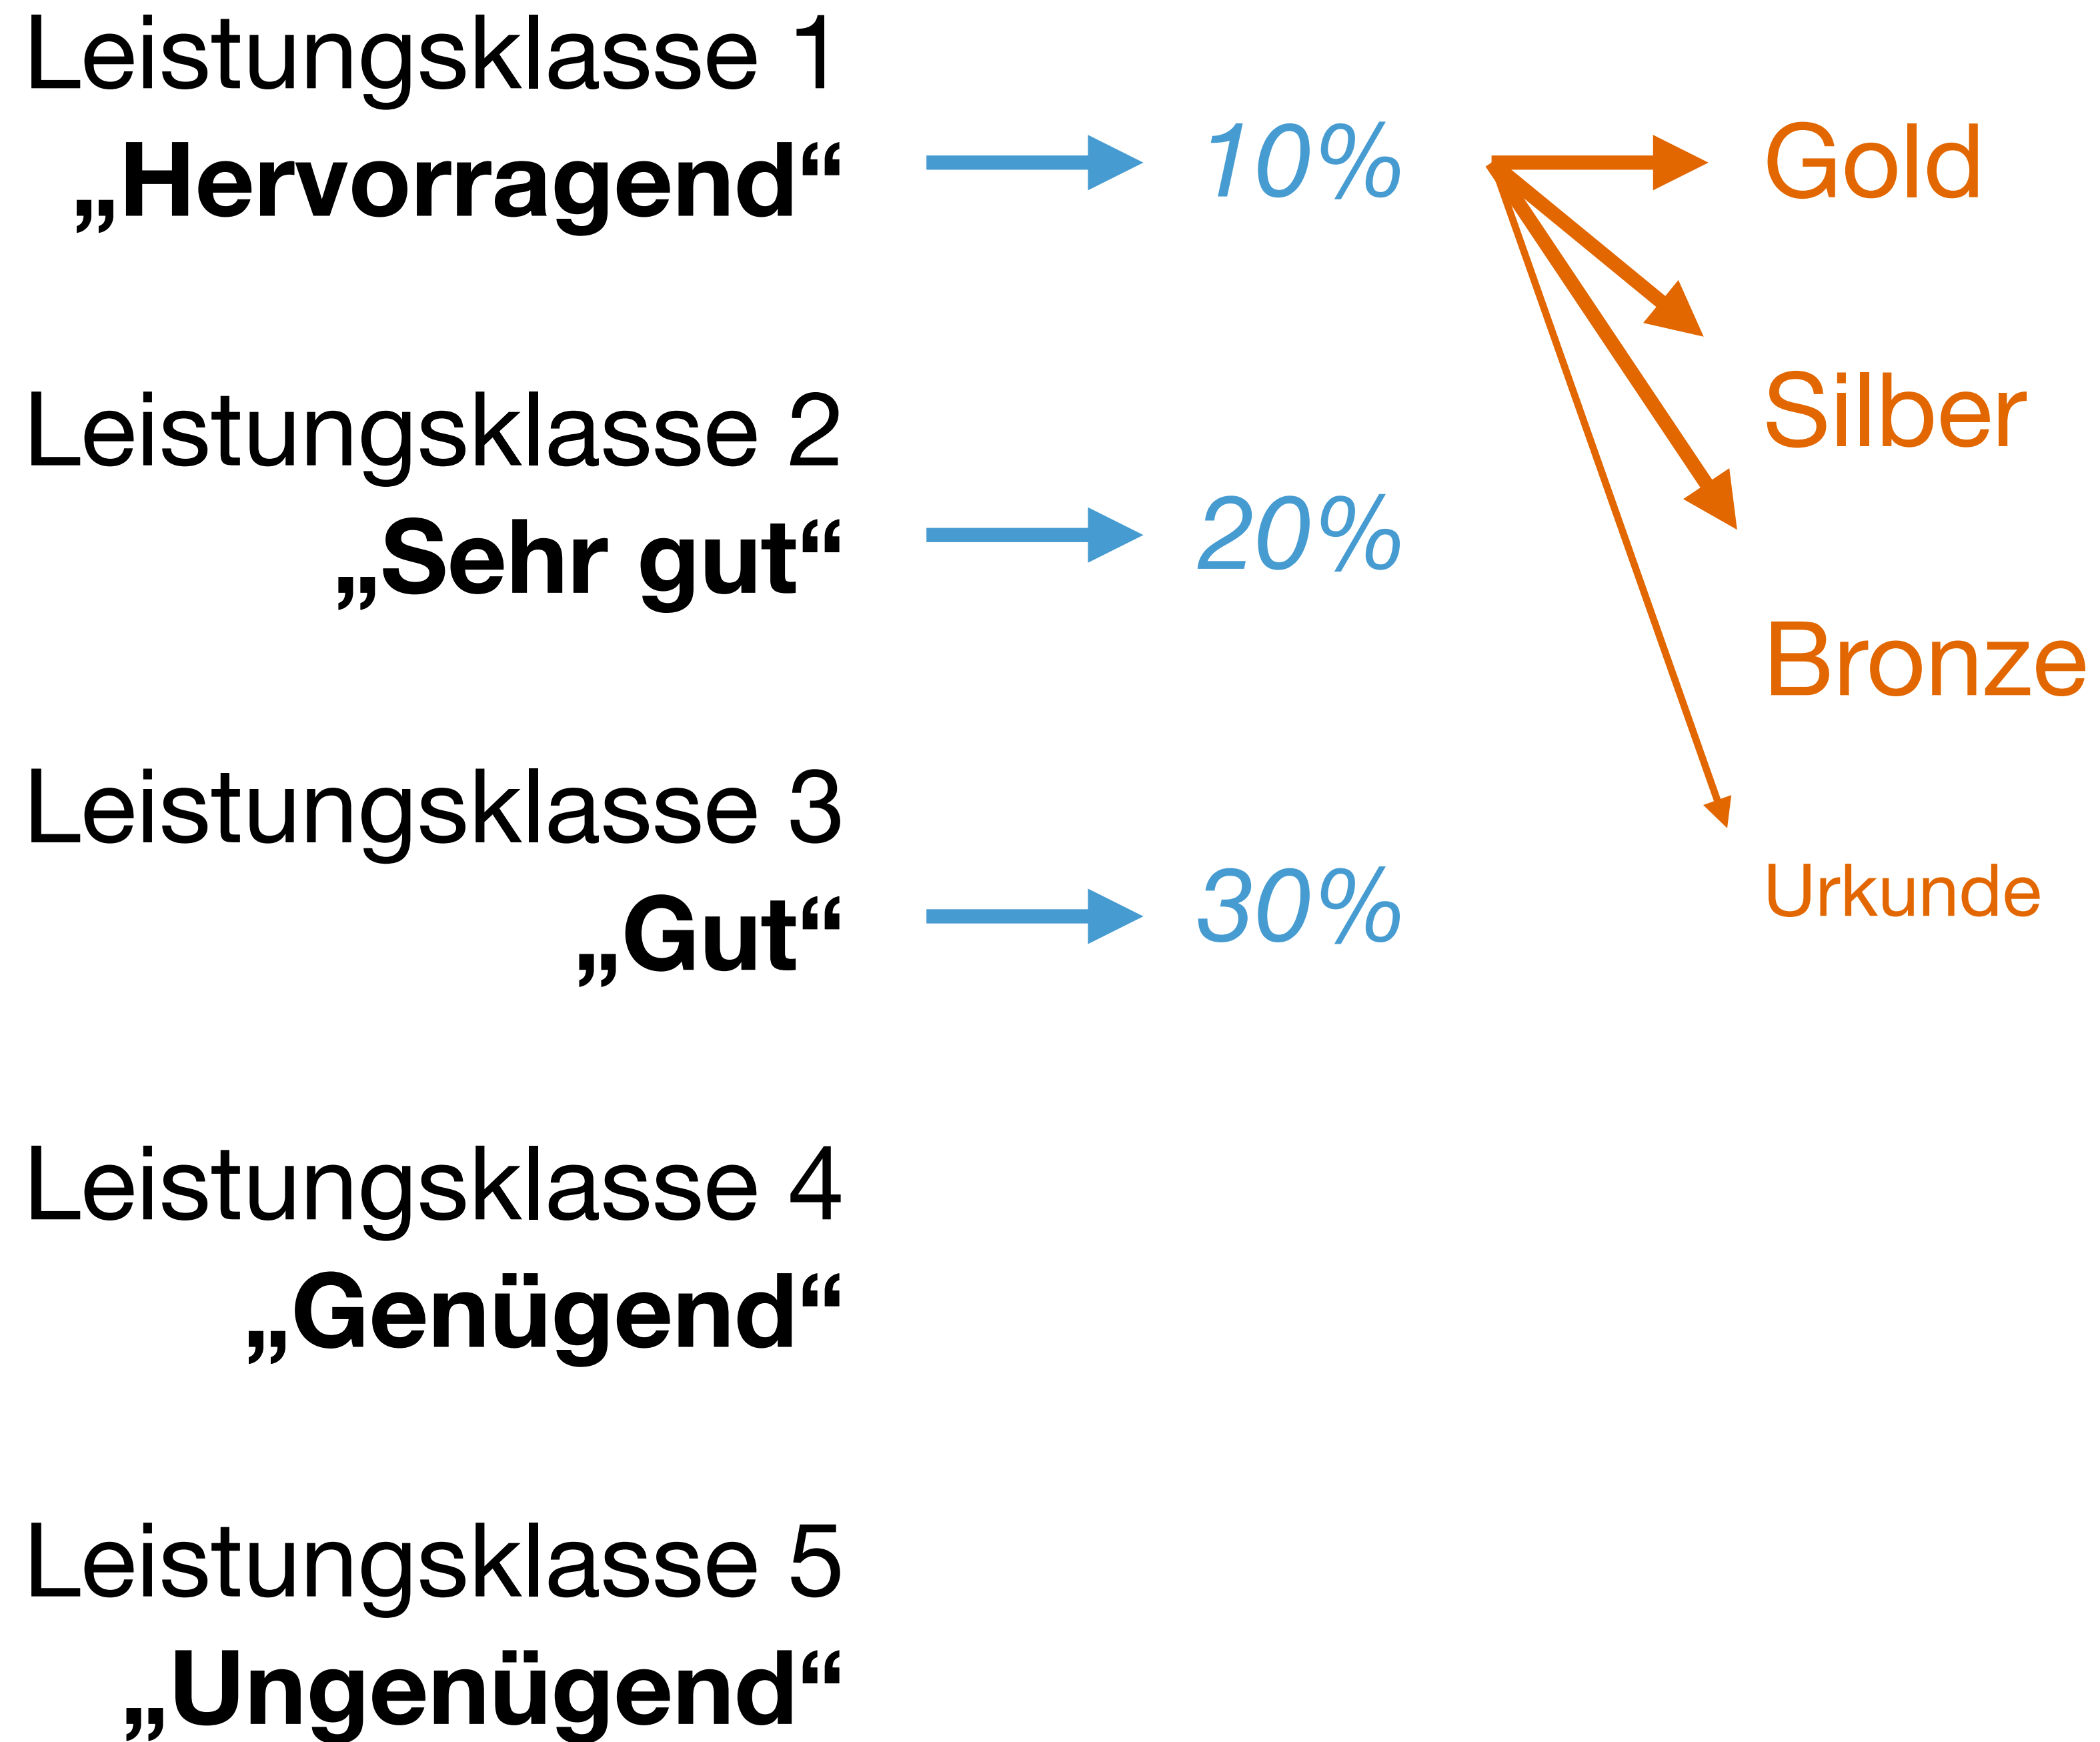 Leistungsklasse 1
„Hervorragend“
10%
Gold
Silber
Leistungsklasse 2
„Sehr gut“
20%
Bronze
Leistungsklasse 3
„Gut“
30%
Urkunde
Leistungsklasse 4
„Genügend“
Leistungsklasse 5
„Ungenügend“